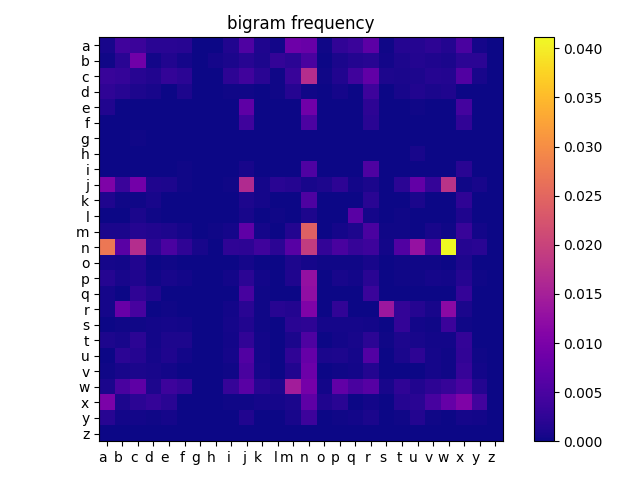 bigram frequency
a
b
c
d
e
f
g
h
i
j
k
l
m
n
o
p
q
r
s
t
u
v
w
x
y
z
a b c d e f g h i j k l m n o p q r s t u v w x y z
0.040
0.035
0.030
0.025
0.020
0.015
0.010
0.005
0.000